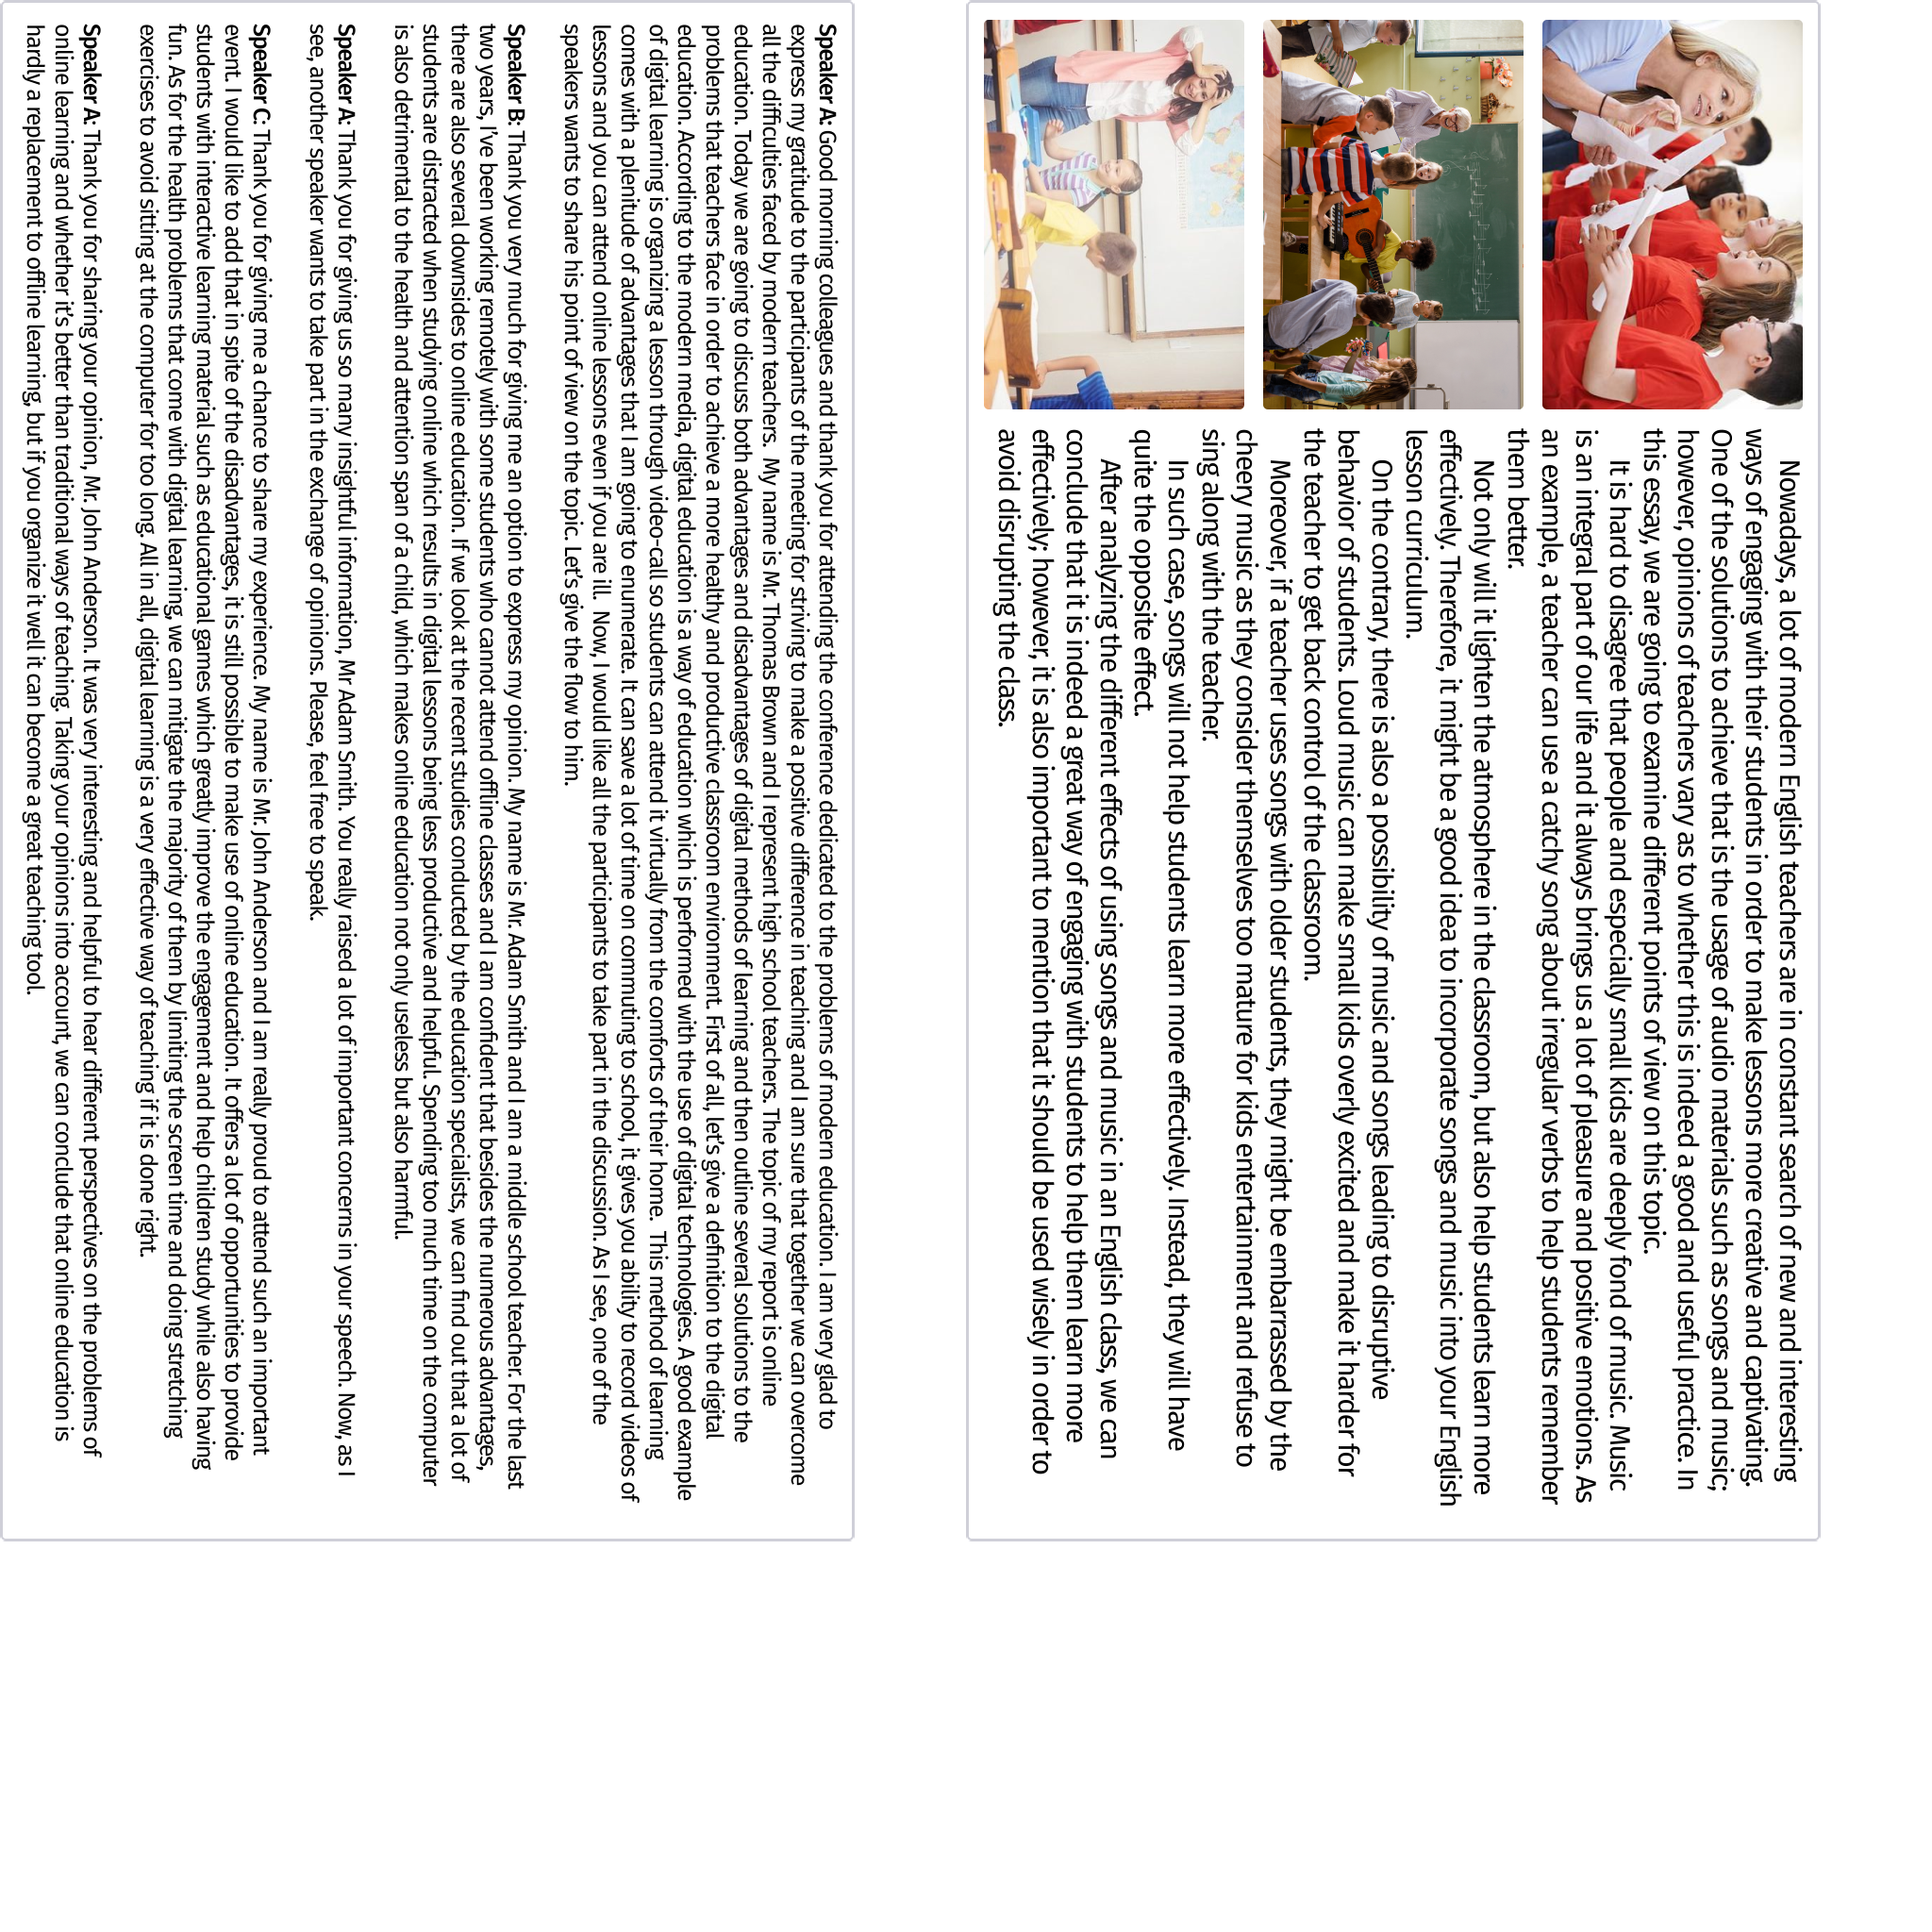 Nowadays, a lot of modern English teachers are in constant search of new and interesting
ways of engaging with their students in order to make lessons more creative and captivating.
One of the solutions to achieve that is the usage of audio materials such as songs and music;
however, opinions of teachers vary as to whether this is indeed a good and useful practice. In
this essay, we are going to examine different points of view on this topic.
It is hard to disagree that people and especially small kids are deeply fond of music. Music
is an integral part of our life and it always brings us a lot of pleasure and positive emotions. As
an example, a teacher can use a catchy song about irregular verbs to help students remember
them better.
Not only will it lighten the atmosphere in the classroom, but also help students learn more
effectively. Therefore, it might be a good idea to incorporate songs and music into your English
lesson curriculum.
On the contrary, there is also a possibility of music and songs leading to disruptive
behavior of students. Loud music can make small kids overly excited and make it harder for
the teacher to get back control of the classroom.
Moreover, if a teacher uses songs with older students, they might be embarrassed by the
cheery music as they consider themselves too mature for kids entertainment and refuse to
sing along with the teacher.
In such case, songs will not help students learn more effectively. Instead, they will have
quite the opposite effect.
After analyzing the different effects of using songs and music in an English class, we can
conclude that it is indeed a great way of engaging with students to help them learn more
effectively; however, it is also important to mention that it should be used wisely in order to
avoid disrupting the class.
Speaker A: Good morning colleagues and thank you for attending the conference dedicated to the problems of modern education. I am very glad to
express my gratitude to the participants of the meeting for striving to make a positive difference in teaching and I am sure that together we can overcome
all the difficulties faced by modern teachers. My name is Mr. Thomas Brown and I represent high school teachers. The topic of my report is online
education. Today we are going to discuss both advantages and disadvantages of digital methods of learning and then outline several solutions to the
problems that teachers face in order to achieve a more healthy and productive classroom environment. First of all, let's give a definition to the digital
education. According to the modern media, digital education is a way of education which is performed with the use of digital technologies. A good example
of digital learning is organizing a lesson through video-call so students can attend it virtually from the comforts of their home. This method of learning
comes with a plenitude of advantages that I am going to enumerate. It can save a lot of time on commuting to school, it gives you ability to record videos of
lessons and you can attend online lessons even if you are ill. Now, I would like all the participants to take part in the discussion. As I see, one of the
speakers wants to share his point of view on the topic. Let's give the flow to him.
Speaker B: Thank you very much for giving me an option to express my opinion. My name is Mr. Adam Smith and I am a middle school teacher. For the last
two years, I've been working remotely with some students who cannot attend offline classes and I am confident that besides the numerous advantages,
there are also several downsides to online education. If we look at the recent studies conducted by the education specialists, we can find out that a lot of
students are distracted when studying online which results in digital lessons being less productive and helpful. Spending too much time on the computer
is also detrimental to the health and attention span of a child, which makes online education not only useless but also harmful.
Speaker A: Thank you for giving us so many insightful information, Mr Adam Smith. You really raised a lot of important concerns in your speech. Now, as I
see, another speaker wants to take part in the exchange of opinions. Please, feel free to speak.
Speaker C: Thank you for giving me a chance to share my experience. My name is Mr. John Anderson and I am really proud to attend such an important
event. I would like to add that in spite of the disadvantages, it is still possible to make use of online education. It offers a lot of opportunities to provide
students with interactive learning material such as educational games which greatly improve the engagement and help children study while also having
fun. As for the health problems that come with digital learning, we can mitigate the majority of them by limiting the screen time and doing stretching
exercises to avoid sitting at the computer for too long. All in all, digital learning is a very effective way of teaching if it is done right.
Speaker A: Thank you for sharing your opinion, Mr. John Anderson. It was very interesting and helpful to hear different perspectives on the problems of
online learning and whether it's better than traditional ways of teaching. Taking your opinions into account, we can conclude that online education is
hardly a replacement to offline learning, but if you organize it well it can become a great teaching tool.